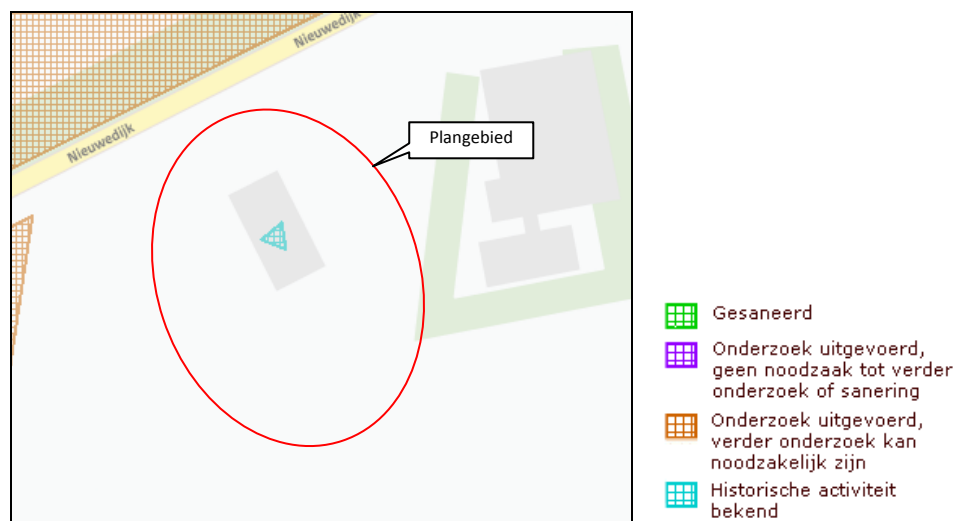 Nieuwedijk
Nieuwedijk
Plangebied
Gesaneerd
Onderzoek uitgevoerd,
geen noodzaak tot verder
onderzoek of sanering
Onderzoek uitgevoerd,
verder onderzoek kan
noodzakelijk zijn
Historische activiteit
bekend